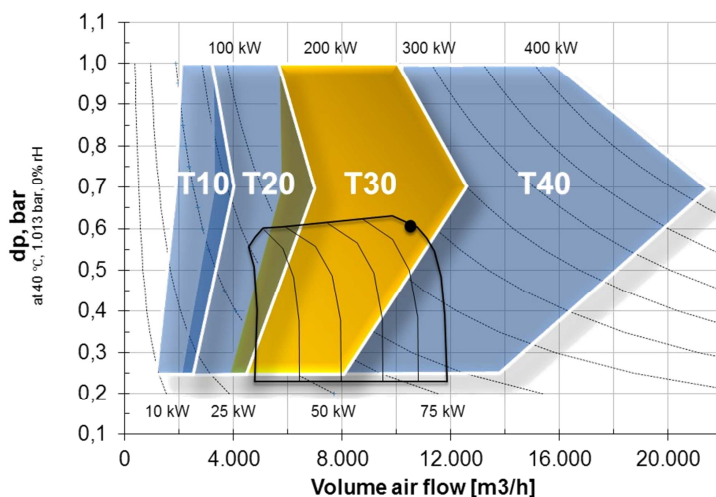 1,1
100 kW 200 kW 300 kW 400 kW
1,0
0,9
0,8
0,7
T10 T20 T30 T40
0,6
0,5
0,4
0,3
0,2
10 kW 25 kW 50 kW 75 kW
0,1
dp, bar
at 40 °C, 1.013 bar, 0% rH
0 4.000 8.000 12.000 16.000 20.000
Volume air flow [m3/h]